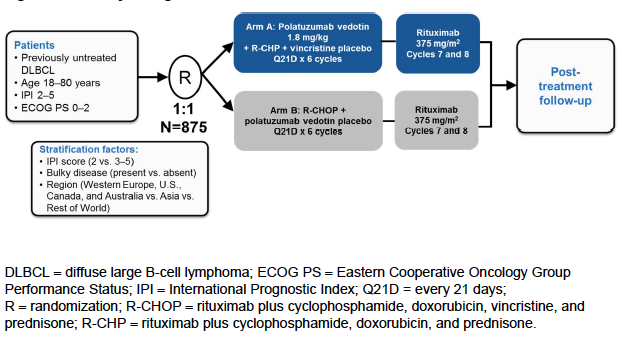 Patients
• Previously untreated
DLBCL
• Age 18–80 years
• IPI 2–5
• ECOG PS 0–2
R
1:1
N=875
Arm A: Polatuzumab vedotin
1.8 mg/kg
+ R-CHP + vincristine placebo
Q21D x 6 cycles
Rituximab
375 mg/m²
Cycles 7 and 8
Arm B: R-CHOP +
polatuzumab vedotin placebo
Q21D x 6 cycles
Rituximab
375 mg/m²
Cycles 7 and 8
Post-
treatment
follow-up
Stratification factors:
• IPI score (2 vs. 3–5)
• Bulky disease (present vs. absent)
• Region (Western Europe, U.S.,
Canada, and Australia vs. Asia vs.
Rest of World)
DLBCL = diffuse large B-cell lymphoma; ECOG PS = Eastern Cooperative Oncology Group
Performance Status; IPI = International Prognostic Index; Q21D = every 21 days;
R = randomization; R-CHOP = rituximab plus cyclophosphamide, doxorubicin, vincristine, and
prednisone; R-CHP = rituximab plus cyclophosphamide, doxorubicin, and prednisone.